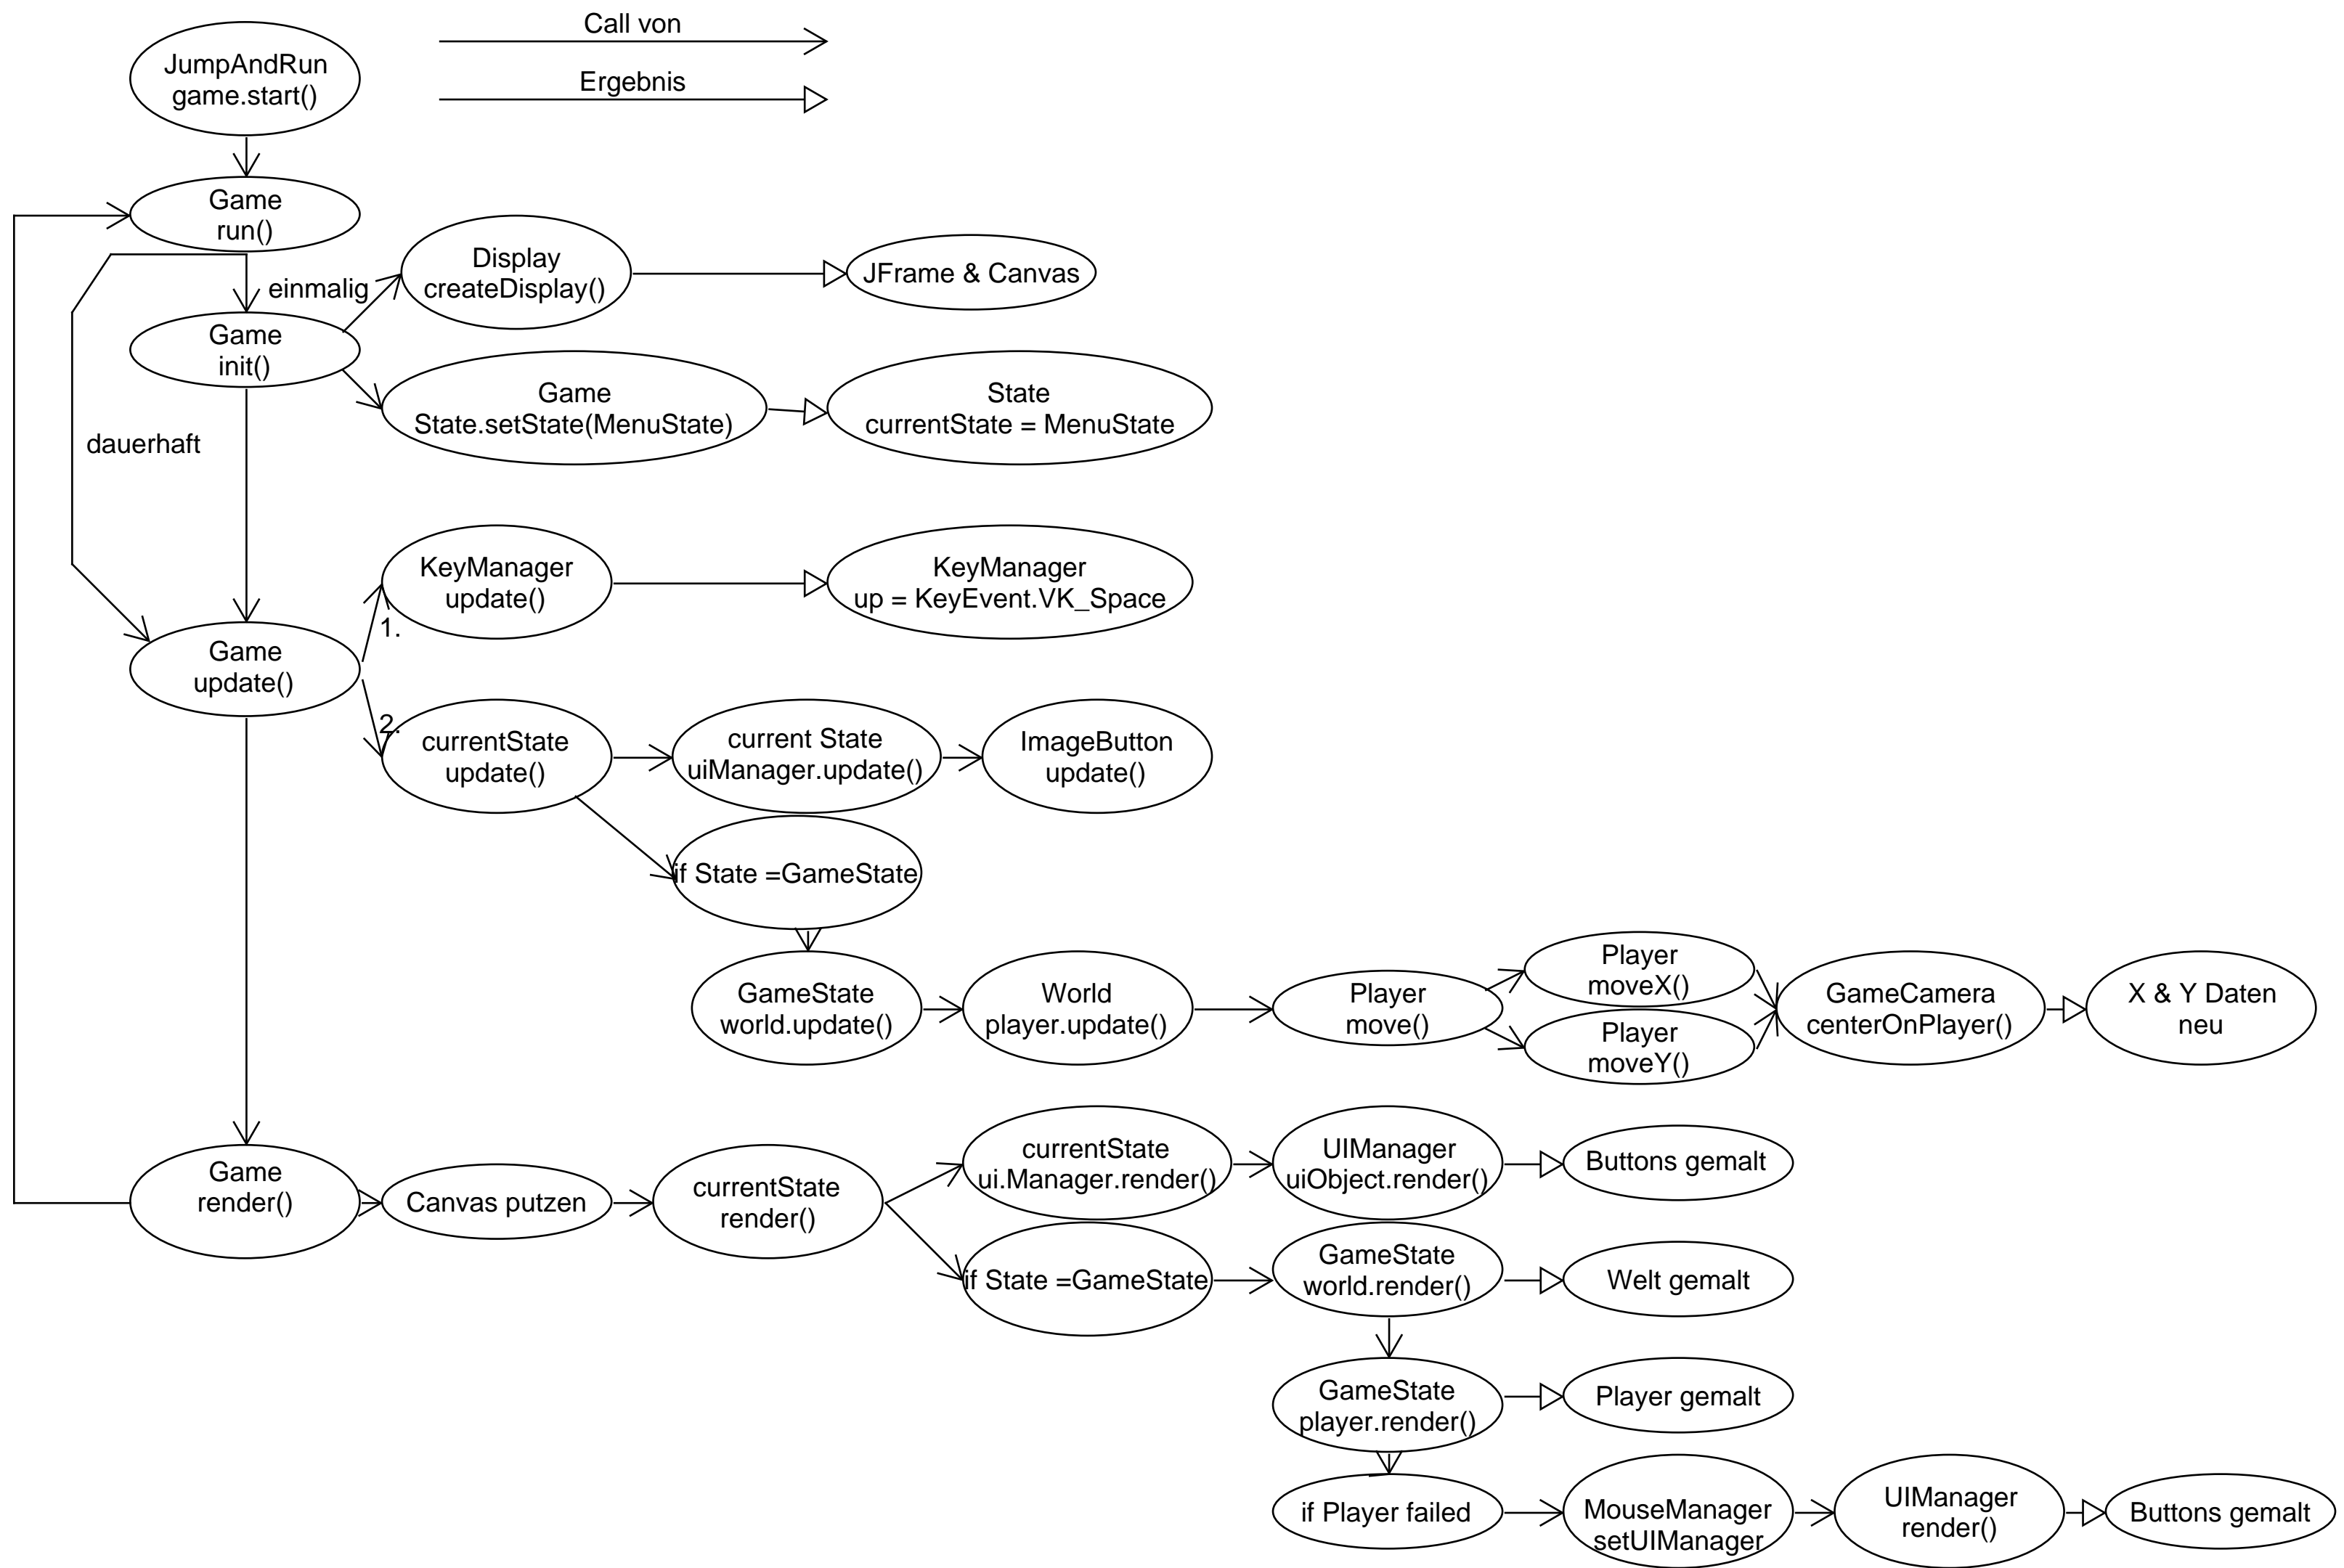 Call von
JumpAndRun
game.start()
Ergebnis
Game
run()
Display
createDisplay()
JFrame & Canvas
einmalig
Game
init()
Game
State.setState(MenuState)
State
currentState = MenuState
dauerhaft
KeyManager
update()
KeyManager
up = KeyEvent.VK_Space
1.
Game
update()
2.
currentState
update()
current State
uiManager.update()
ImageButton
update()
if State =GameState
GameState
world.update()
World
player.update()
Player
move()
Player
moveX()
Player
moveY()
GameCamera
centerOnPlayer()
X & Y Daten
neu
Game
render()
Canvas putzen
currentState
render()
currentState
ui.Manager.render()
UIManager
uiObject.render()
Buttons gemalt
if State =GameState
GameState
world.render()
Welt gemalt
GameState
player.render()
Player gemalt
if Player failed
MouseManager
setUIManager
UIManager
render()
Buttons gemalt